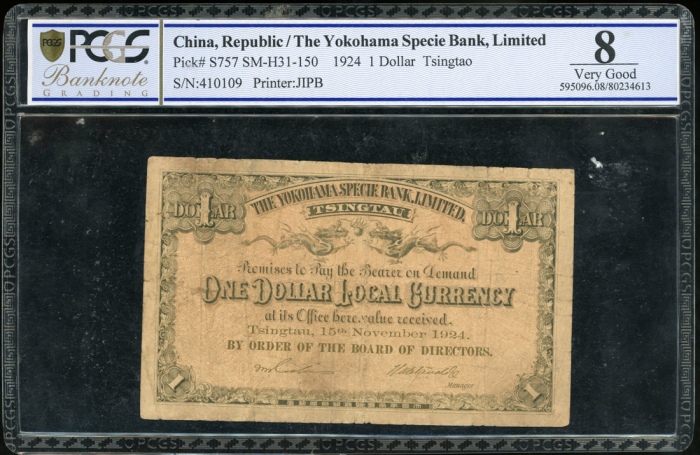 PCGS
PCGS
Banknote
GRADING
China, Republic / The Yokohama Specie Bank, Limited
Pick# S757 SM-H31-150 1924 1 Dollar Tsingtao
S/N:410109 Printer:JIPB
8
Very Good
595096.08/80234613
THE YOKOHAMA SPECIE BANK, LIMITED.
TSINGTAU
DOLLAR
1
DOLLAR
1
Promises to Pay the Bearer on Demand
ONE DOLLAR LOCAL CURRENCY
at its Office here, value received.
Tsingtau, 15th November 1924.
BY ORDER OF THE BOARD OF DIRECTORS.
Manager
1
1